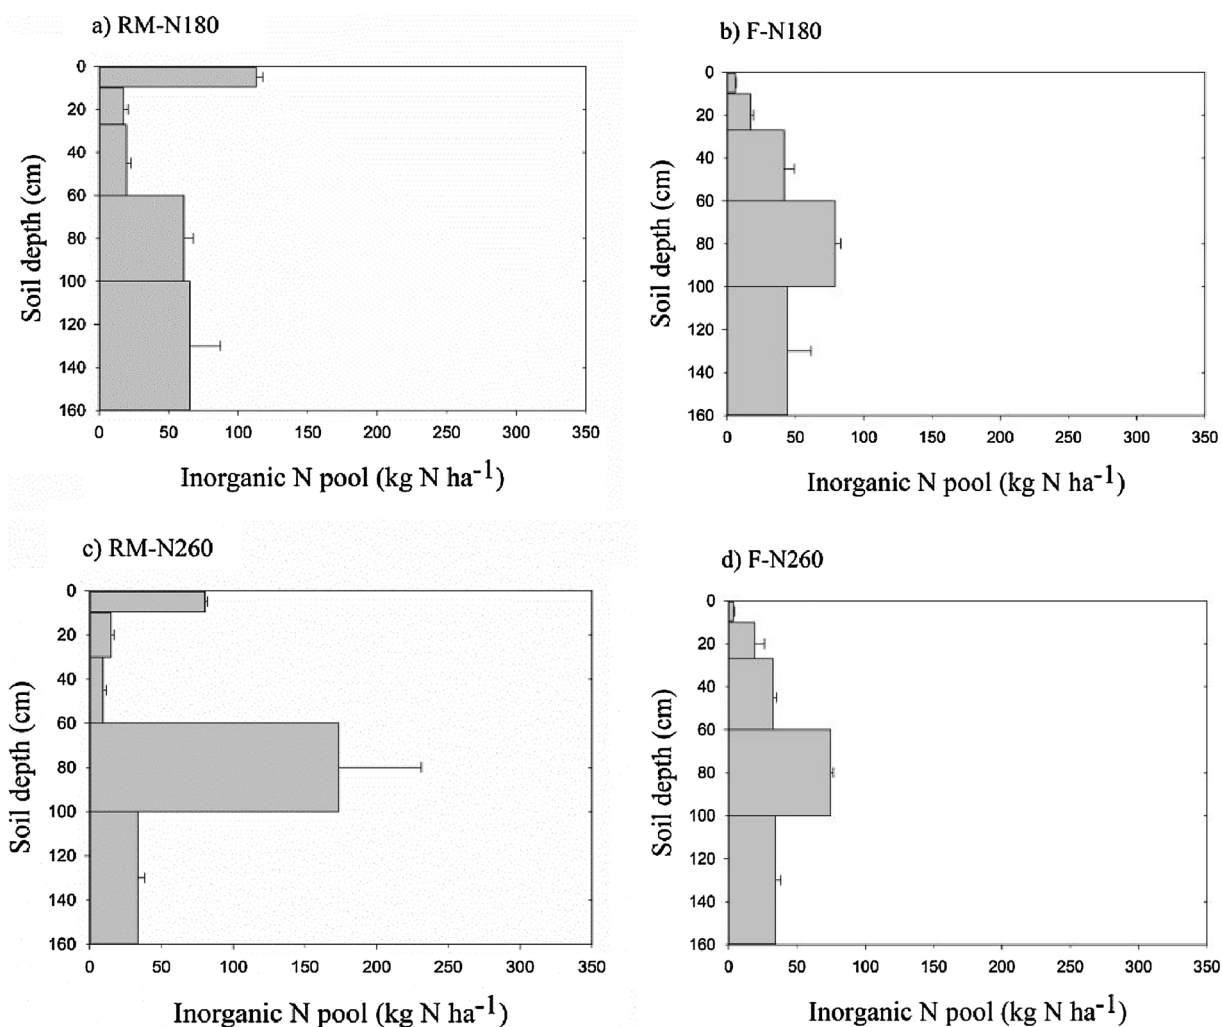 a) RM-N180
0
20
40
60
80
100
120
140
160
Soil depth (cm)
0 50 100 150 200 250 300 350
Inorganic N pool (kg N ha⁻¹)
b) F-N180
0
20
40
60
80
100
120
140
160
Soil depth (cm)
0 50 100 150 200 250 300 350
Inorganic N pool (kg N ha⁻¹)
c) RM-N260
0
20
40
60
80
100
120
140
160
Soil depth (cm)
0 50 100 150 200 250 300 350
Inorganic N pool (kg N ha⁻¹)
d) F-N260
0
20
40
60
80
100
120
140
160
Soil depth (cm)
0 50 100 150 200 250 300 350
Inorganic N pool (kg N ha⁻¹)